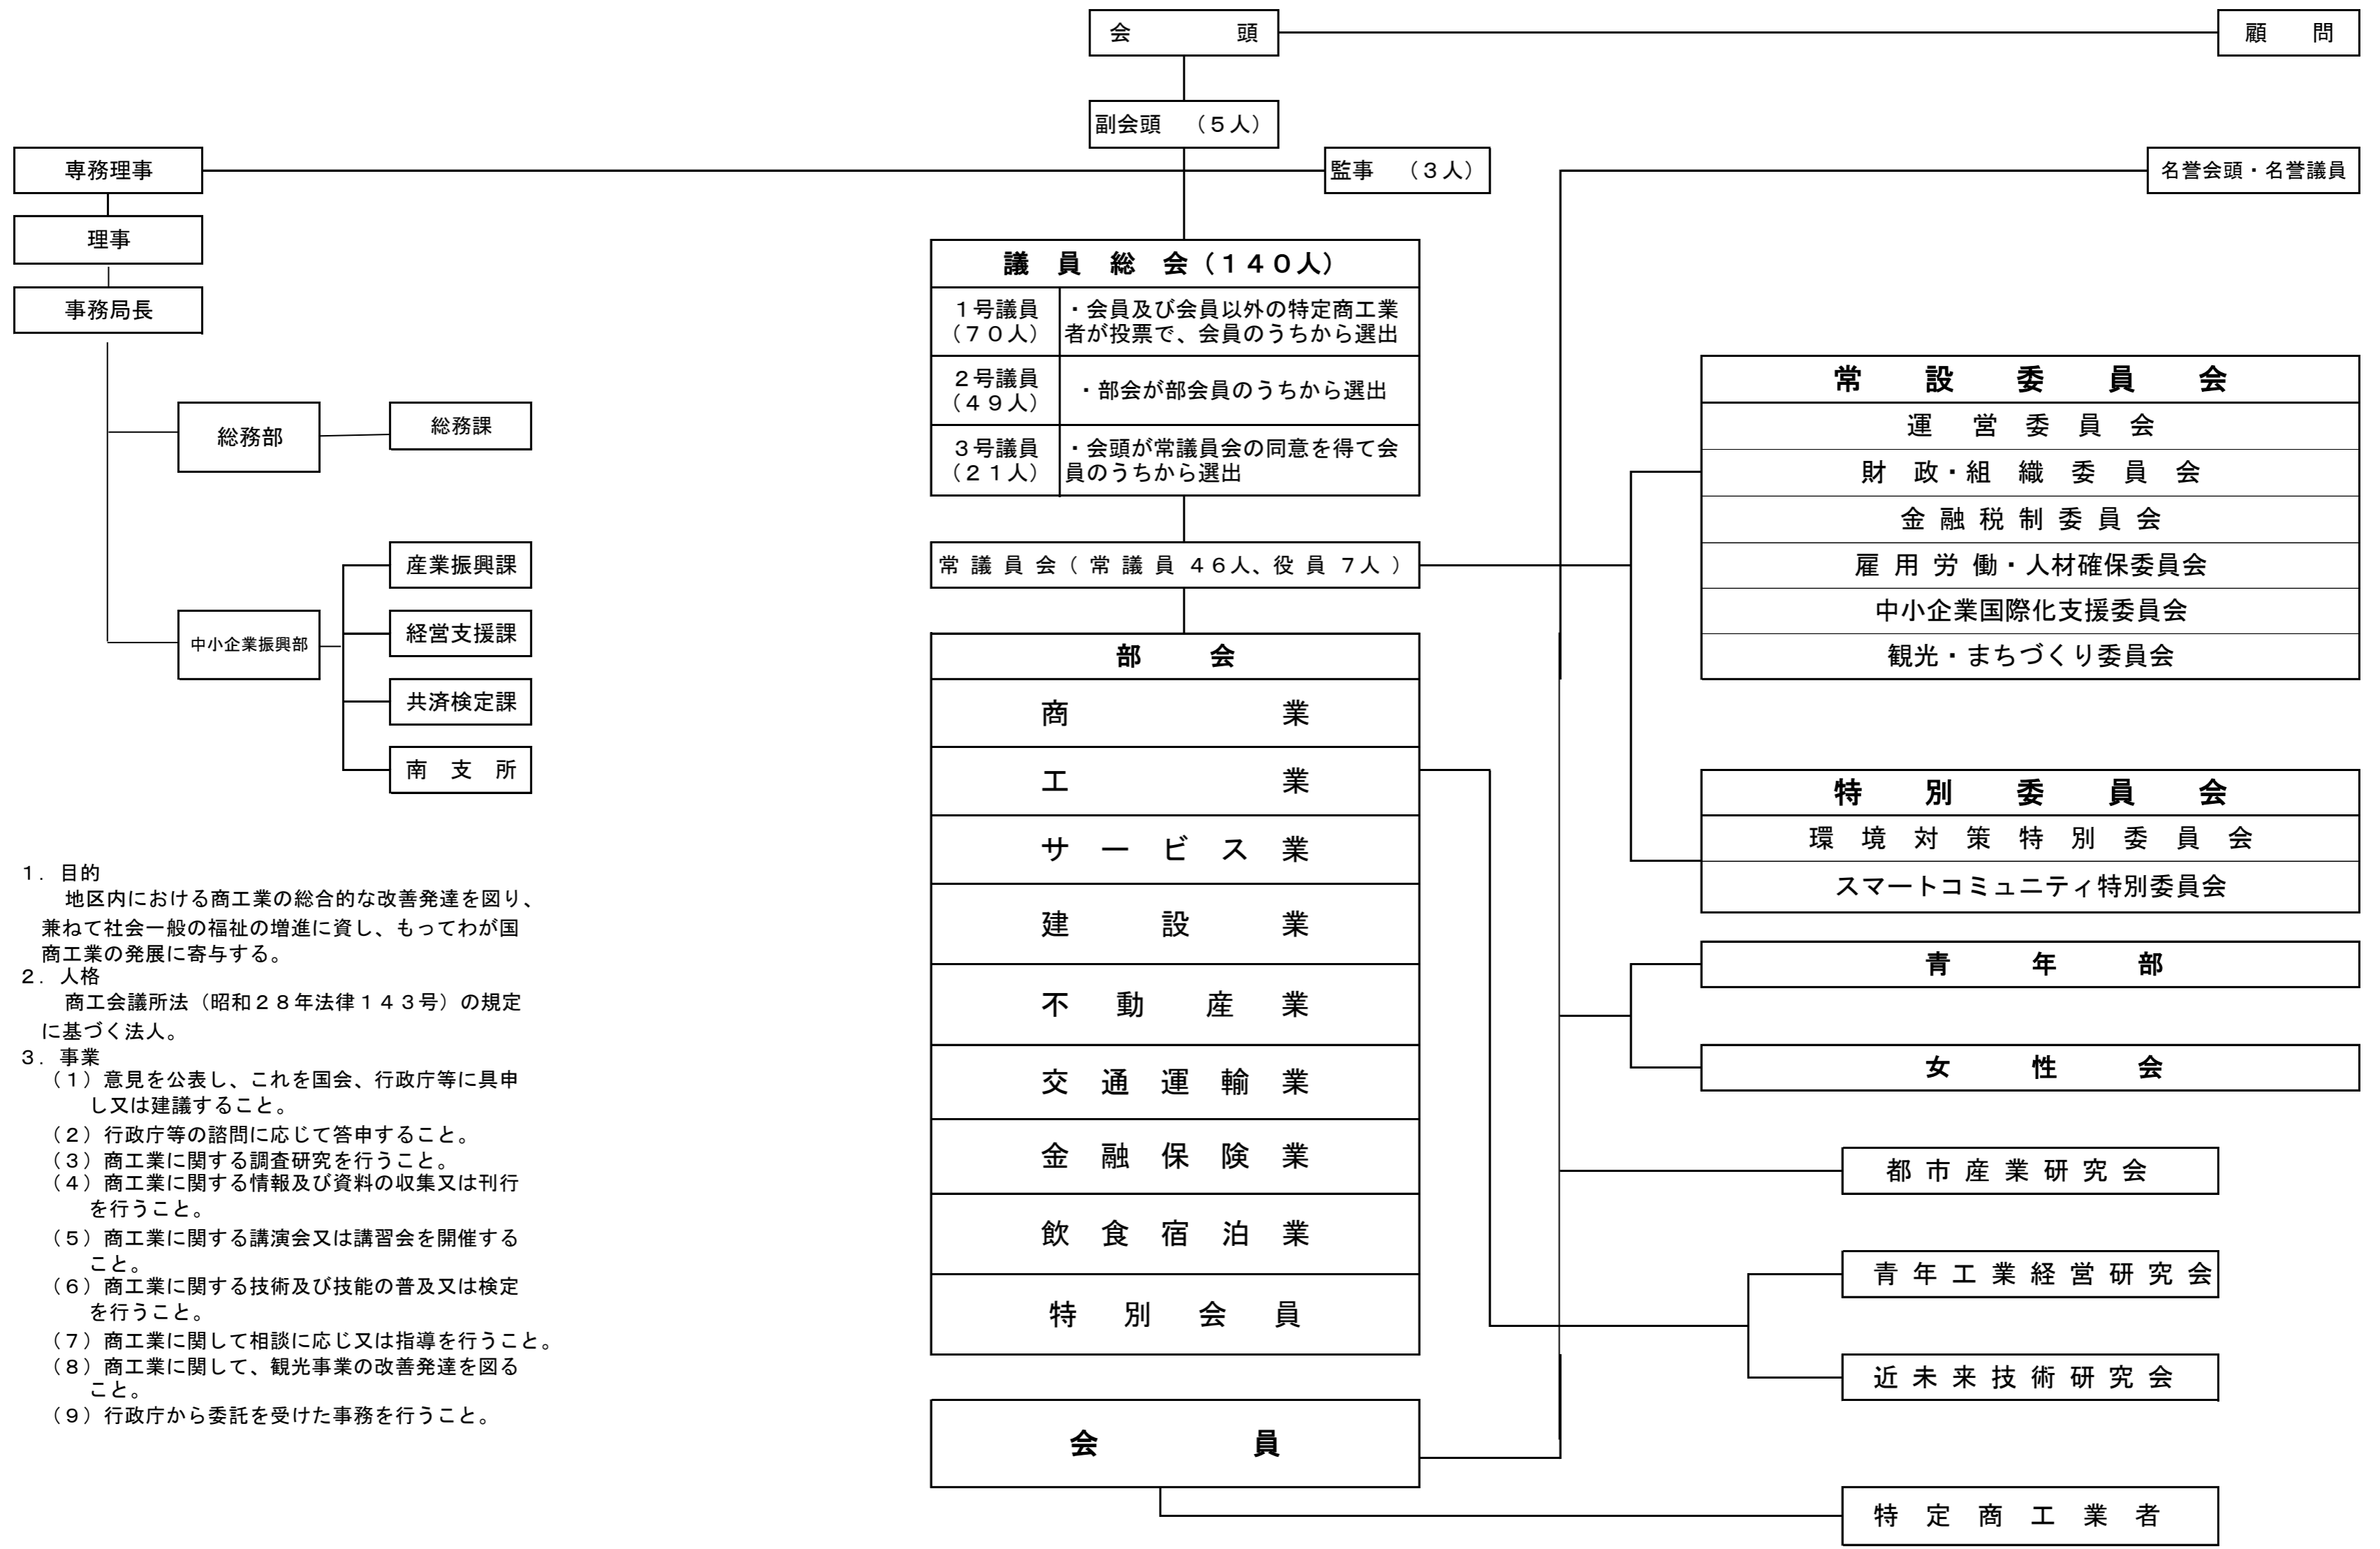 会　　　　頭
顧　　問
副会頭　（５人）
専務理事
監事　（３人）
名誉会頭・名誉議員
理事
事務局長
総務部
総務課
中小企業振興部
産業振興課
経営支援課
共済検定課
南　支　所
議　員　総　会（１４０人）
１号議員
（７０人）
・会員及び会員以外の特定商工業
者が投票で、会員のうちから選出
２号議員
（４９人）
・部会が部会員のうちから選出
３号議員
（２１人）
・会頭が常議員会の同意を得て会
員のうちから選出
常 議 員 会（ 常 議 員 ４６人、役 員 ７人 ）
部　　会
商　　　　　　　業
工　　　　　　　業
サ　ー　ビ　ス　業
建　　　設　　　業
不　動　　産　業
交　通　運　輸　業
金　融　保　険　業
飲　食　宿　泊　業
特　別　会　員
会　　　　　員
常　　設　　委　　員　　会
運　営　委　員　会
財　政・組　織　委　員　会
金 融 税 制 委 員 会
雇 用 労 働・人材確保委員会
中小企業国際化支援委員会
観光・まちづくり委員会
特　　別　　委　　員　　会
環　境　対　策　特　別　委　員　会
スマートコミュニティ特別委員会
青　　　年　　　部
女　　　性　　　会
都 市 産 業 研 究 会
青 年 工 業 経 営 研 究 会
近 未 来 技 術 研 究 会
特　定　商　工　業　者
１．目的
地区内における商工業の総合的な改善発達を図り、
兼ねて社会一般の福祉の増進に資し、もってわが国
商工業の発展に寄与する。
２．人格
商工会議所法（昭和２８年法律１４３号）の規定
に基づく法人。
３．事業
（１）意見を公表し、これを国会、行政庁等に具申
し又は建議すること。
（２）行政庁等の諮問に応じて答申すること。
（３）商工業に関する調査研究を行うこと。
（４）商工業に関する情報及び資料の収集又は刊行
を行うこと。
（５）商工業に関する講演会又は講習会を開催する
こと。
（６）商工業に関する技術及び技能の普及又は検定
を行うこと。
（７）商工業に関して相談に応じ又は指導を行うこと。
（８）商工業に関して、観光事業の改善発達を図る
こと。
（９）行政庁から委託を受けた事務を行うこと。